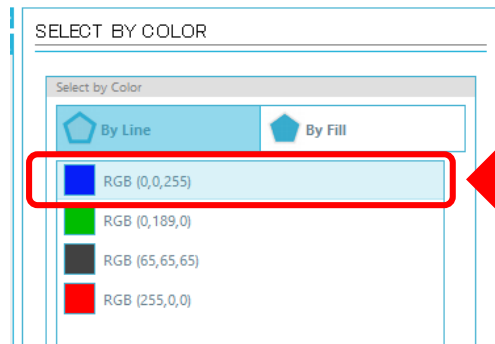 SELECT BY COLOR
Select by Color
By Line
By Fill
RGB (0,0,255)
RGB (0,189,0)
RGB (65,65,65)
RGB (255,0,0)